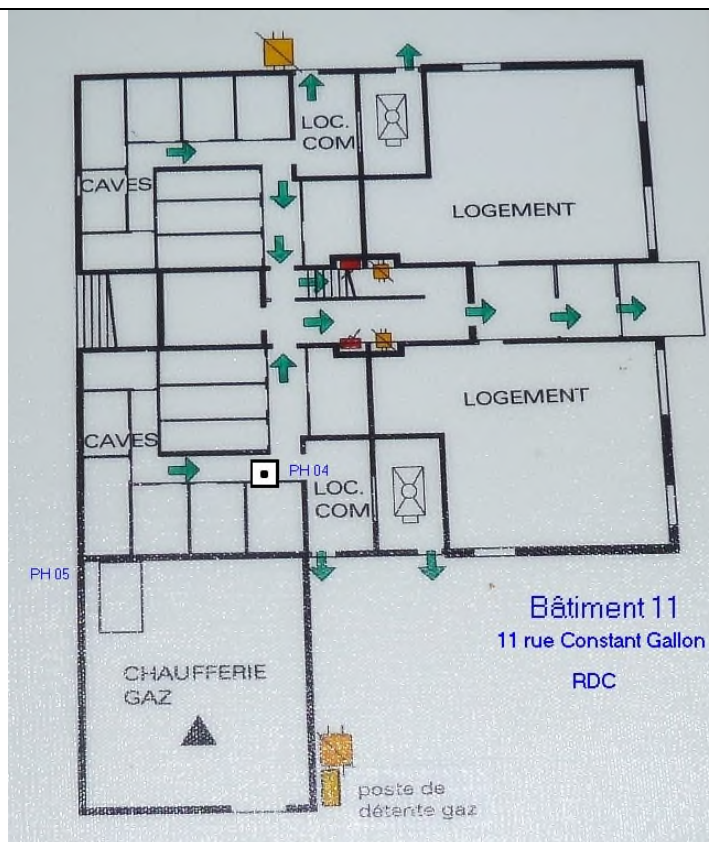 LOC.
COM
CAVES
LOGEMENT
LOGEMENT
CAVES
PH 04
LOC.
COM
PH 05
Bâtiment 11
11 rue Constant Gallon
RDC
CHAUFFERIE
GAZ
poste de
détente gaz